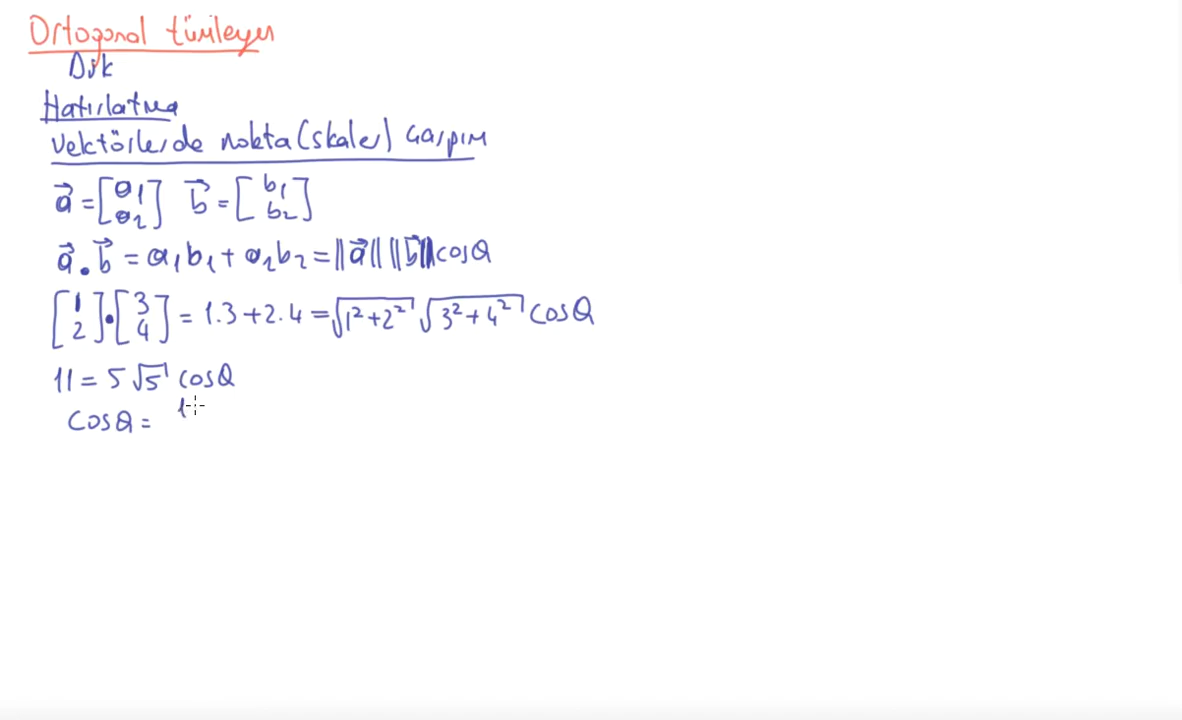 Ortogonal tümleyen
Dik
Hatırlatma
Vektörlerde nokta (skaler) çarpım
a⃗ = [a₁ a₂] b⃗ = [b₁ b₂]
a⃗ . b⃗ = a₁b₁ + a₂b₂ = ||a⃗|| ||b⃗|| cosθ
[1 2] . [3 4] = 1.3 + 2.4 = √(1² + 2²) √(3² + 4²) cosθ
11 = 5√5 cosθ
cosθ = 1